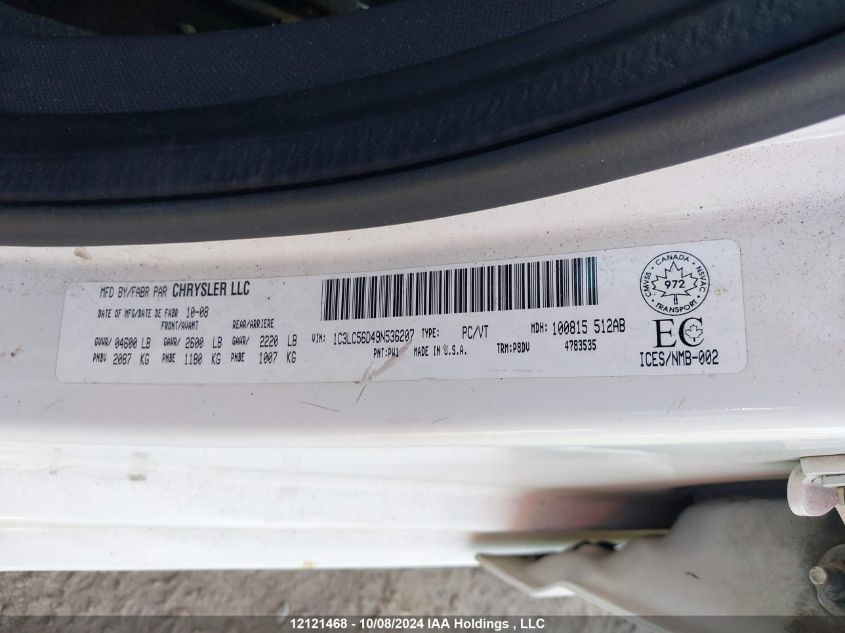 MFD BY/FABR PAR CHRYSLER LLC
DATE OF MFG/DATE DE FABR 10-08
FRONT/AVANT REAR/ARRIERE
GVWR/ 04600 LB GAWR/ 2600 LB GAWR/ 2220 LB
PNBV 2087 KG PNBE 1180 KG PNBE 1007 KG
VIN: 1C3LC56D49N536207 TYPE: PC/VT MDH: 100815 512AB
PNT:PW1 MADE IN U.S.A. TRM:P8DV 4783535
CANADA
CMVSS 972 NSVAC
TRANSPORT
EC
ICES/NMB-002
12121468 - 10/08/2024 IAA Holdings , LLC